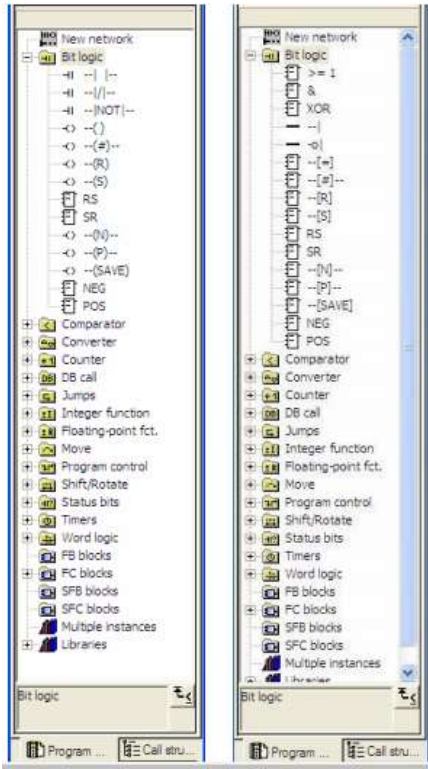 New network
Bit logic
--| |--
--|/|--
--|NOT|--
--( )
--(#)--
--(R)
--(S)
RS
SR
--(N)--
--(P)--
--(SAVE)
NEG
POS
Comparator
Converter
Counter
DB call
Jumps
Integer function
Floating-point fct.
Move
Program control
Shift/Rotate
Status bits
Timers
Word logic
FB blocks
FC blocks
SFB blocks
SFC blocks
Multiple instances
Libraries
Bit logic
Program ...
Call stru...
New network
Bit logic
>= 1
&
XOR
--|
-o|
--[=]
--[#]--
--[R]
--[S]
RS
SR
--[N]--
--[P]--
--[SAVE]
NEG
POS
Comparator
Converter
Counter
DB call
Jumps
Integer function
Floating-point fct.
Move
Program control
Shift/Rotate
Status bits
Timers
Word logic
FB blocks
FC blocks
SFB blocks
SFC blocks
Multiple instances
Libraries
Bit logic
Program ...
Call stru...